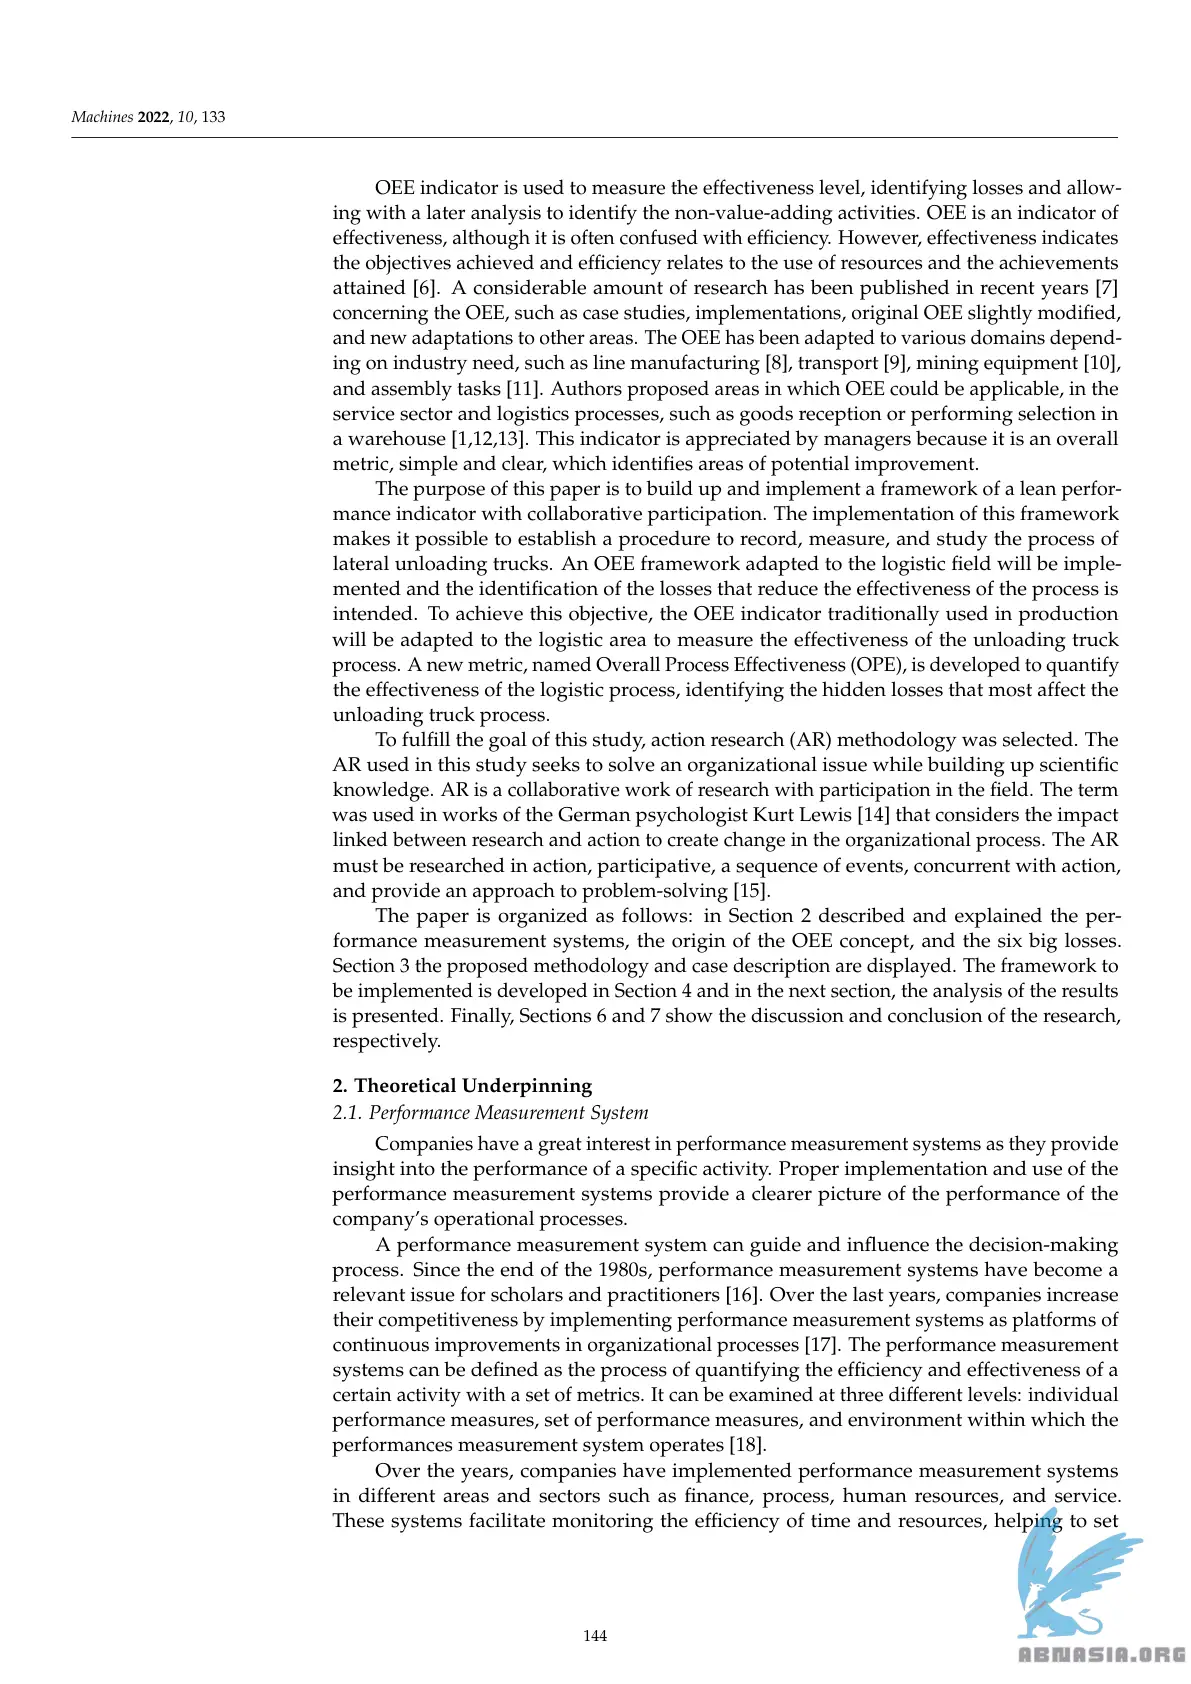 Machines 2022, 10, 133
OEE indicator is used to measure the effectiveness level, identifying losses and allow-
ing with a later analysis to identify the non-value-adding activities. OEE is an indicator of
effectiveness, although it is often confused with efficiency. However, effectiveness indicates
the objectives achieved and efficiency relates to the use of resources and the achievements
attained [6]. A considerable amount of research has been published in recent years [7]
concerning the OEE, such as case studies, implementations, original OEE slightly modified,
and new adaptations to other areas. The OEE has been adapted to various domains depend-
ing on industry need, such as line manufacturing [8], transport [9], mining equipment [10],
and assembly tasks [11]. Authors proposed areas in which OEE could be applicable, in the
service sector and logistics processes, such as goods reception or performing selection in
a warehouse [1,12,13]. This indicator is appreciated by managers because it is an overall
metric, simple and clear, which identifies areas of potential improvement.
The purpose of this paper is to build up and implement a framework of a lean perfor-
mance indicator with collaborative participation. The implementation of this framework
makes it possible to establish a procedure to record, measure, and study the process of
lateral unloading trucks. An OEE framework adapted to the logistic field will be imple-
mented and the identification of the losses that reduce the effectiveness of the process is
intended. To achieve this objective, the OEE indicator traditionally used in production
will be adapted to the logistic area to measure the effectiveness of the unloading truck
process. A new metric, named Overall Process Effectiveness (OPE), is developed to quantify
the effectiveness of the logistic process, identifying the hidden losses that most affect the
unloading truck process.
To fulfill the goal of this study, action research (AR) methodology was selected. The
AR used in this study seeks to solve an organizational issue while building up scientific
knowledge. AR is a collaborative work of research with participation in the field. The term
was used in works of the German psychologist Kurt Lewis [14] that considers the impact
linked between research and action to create change in the organizational process. The AR
must be researched in action, participative, a sequence of events, concurrent with action,
and provide an approach to problem-solving [15].
The paper is organized as follows: in Section 2 described and explained the per-
formance measurement systems, the origin of the OEE concept, and the six big losses.
Section 3 the proposed methodology and case description are displayed. The framework to
be implemented is developed in Section 4 and in the next section, the analysis of the results
is presented. Finally, Sections 6 and 7 show the discussion and conclusion of the research,
respectively.
2. Theoretical Underpinning
2.1. Performance Measurement System
Companies have a great interest in performance measurement systems as they provide
insight into the performance of a specific activity. Proper implementation and use of the
performance measurement systems provide a clearer picture of the performance of the
company's operational processes.
A performance measurement system can guide and influence the decision-making
process. Since the end of the 1980s, performance measurement systems have become a
relevant issue for scholars and practitioners [16]. Over the last years, companies increase
their competitiveness by implementing performance measurement systems as platforms of
continuous improvements in organizational processes [17]. The performance measurement
systems can be defined as the process of quantifying the efficiency and effectiveness of a
certain activity with a set of metrics. It can be examined at three different levels: individual
performance measures, set of performance measures, and environment within which the
performances measurement system operates [18].
Over the years, companies have implemented performance measurement systems
in different areas and sectors such as finance, process, human resources, and service.
These systems facilitate monitoring the efficiency of time and resources, helping to set
144
ABNASIA.ORG